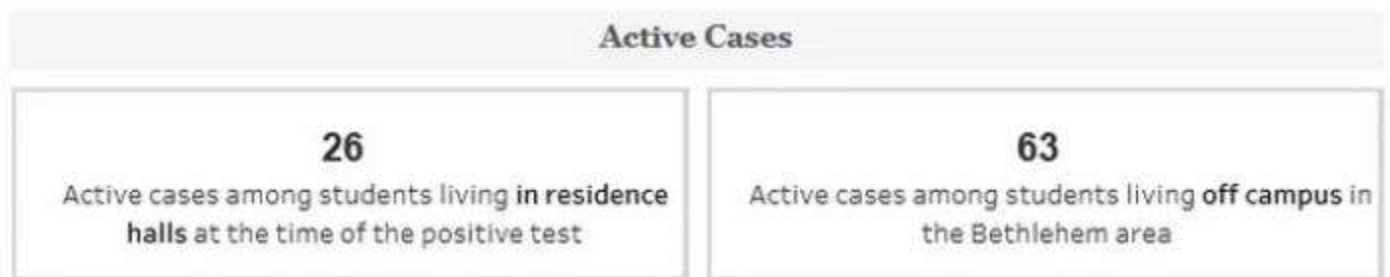 Active Cases
26
Active cases among students living in residence
halls at the time of the positive test
63
Active cases among students living off campus in
the Bethlehem area